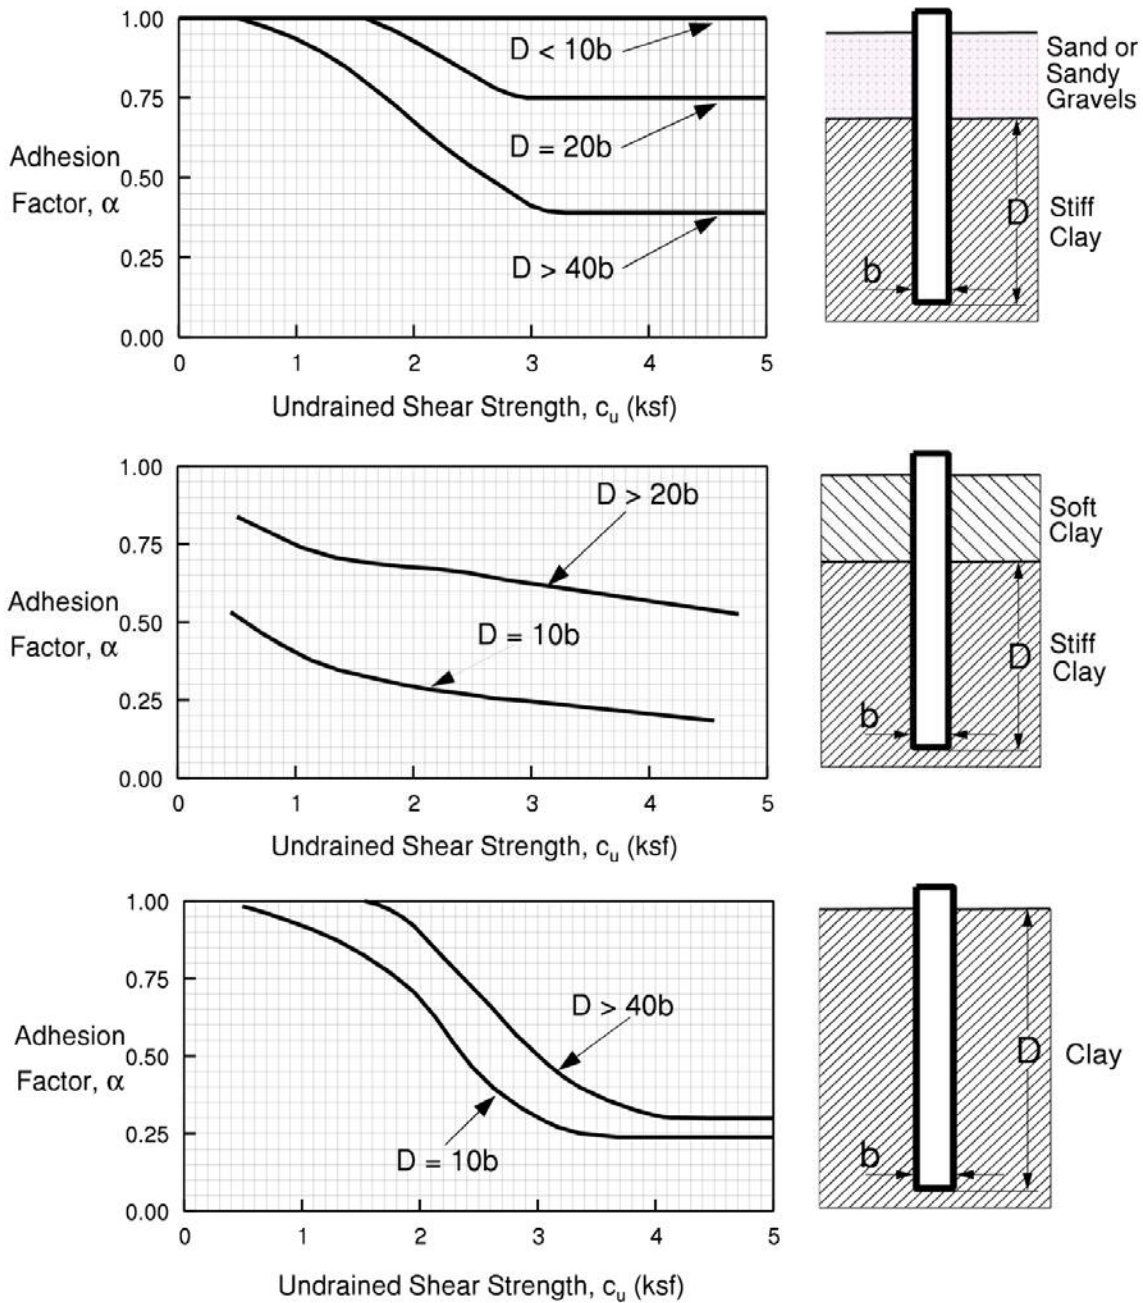 1.00
0.75
0.50
0.25
0.00
Adhesion
Factor, α
D < 10b
D = 20b
D > 40b
0 1 2 3 4 5
Undrained Shear Strength, cᵤ (ksf)
Sand or
Sandy
Gravels
D
Stiff
Clay
b
1.00
0.75
0.50
0.25
0.00
Adhesion
Factor, α
D > 20b
D = 10b
0 1 2 3 4 5
Undrained Shear Strength, cᵤ (ksf)
Soft
Clay
D
Stiff
Clay
b
1.00
0.75
0.50
0.25
0.00
Adhesion
Factor, α
D > 40b
D = 10b
0 1 2 3 4 5
Undrained Shear Strength, cᵤ (ksf)
D
Clay
b